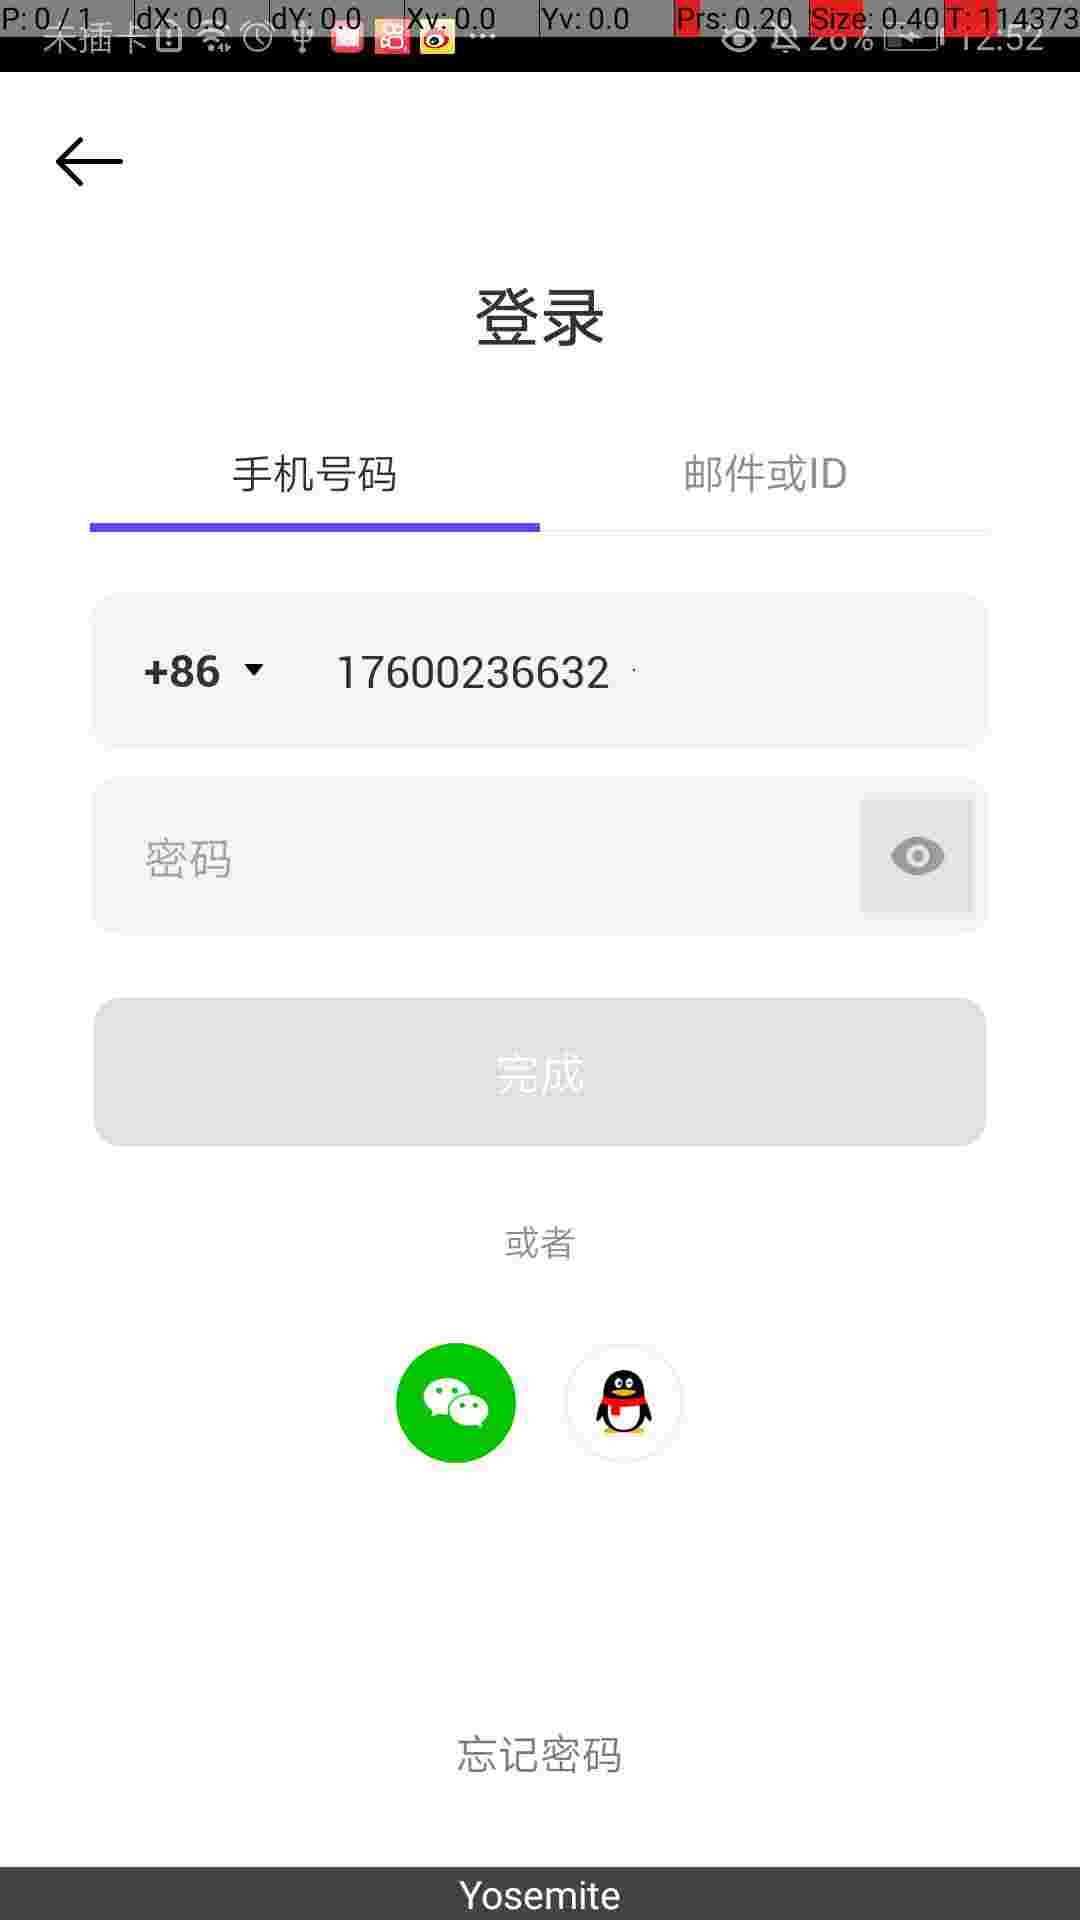 P: 0 / 1 dX: 0.0 dY: 0.0 Xv: 0.0 Yv: 0.0 Prs: 0.20 Size: 0.40 T: 114373
未插卡 26% 12:52
登录
手机号码 邮件或ID
+86 17600236632
密码
完成
或者
忘记密码
Yosemite